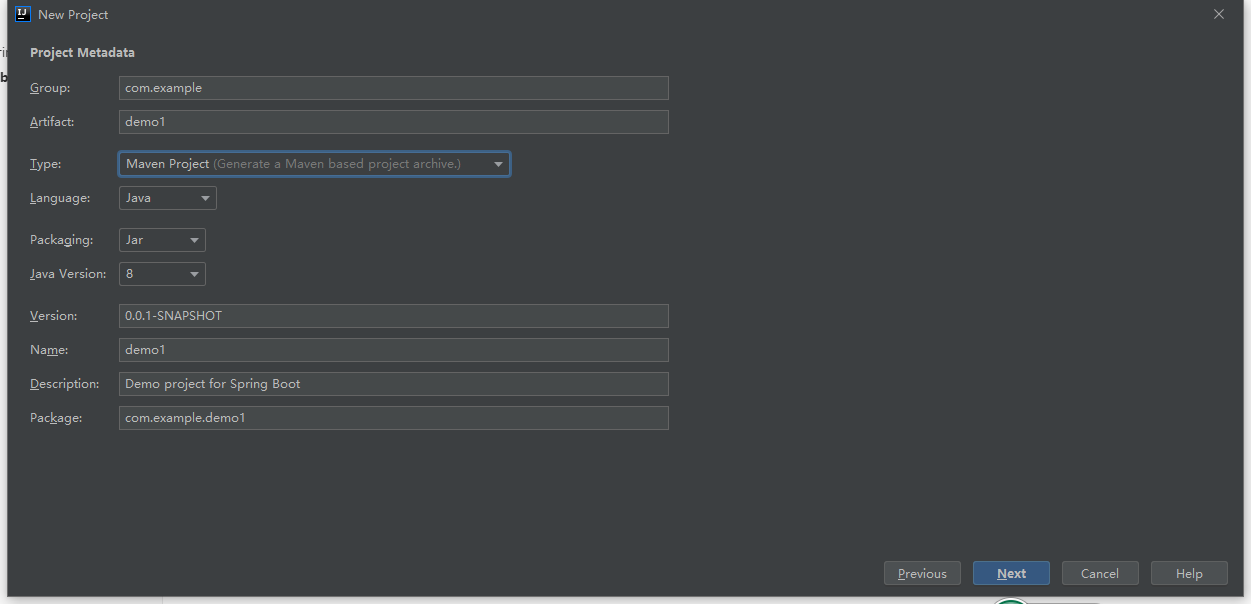 IJ New Project
Project Metadata
Group: com.example
Artifact: demo1
Type: Maven Project (Generate a Maven based project archive.)
Language: Java
Packaging: Jar
Java Version: 8
Version: 0.0.1-SNAPSHOT
Name: demo1
Description: Demo project for Spring Boot
Package: com.example.demo1
Previous Next Cancel Help